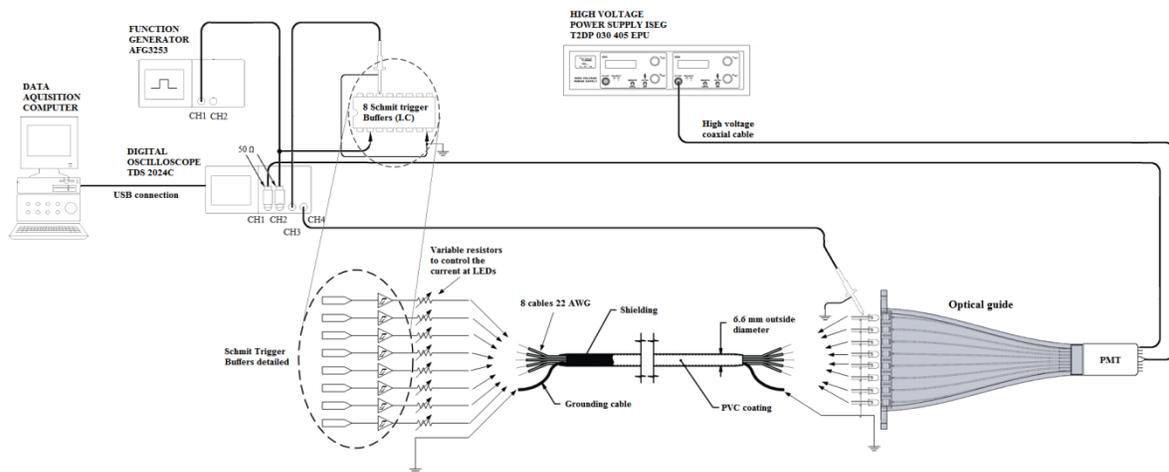 HIGH VOLTAGE
POWER SUPPLY ISEG
T2DP 030 405 EPU
FUNCTION
GENERATOR
AFG3253
CH1
CH2
DATA
AQUISITION
COMPUTER
8 Schmit trigger
Buffers (I.C)
High voltage
coaxial cable
DIGITAL
OSCILLOSCOPE
TDS 2024C
50 Ω
USB connection
CH1
CH2
CH3
CH4
Variable resistors
to control the
current at LEDs
8 cables 22 AWG
Shielding
6.6 mm outside
diameter
Optical guide
Schmit Trigger
Buffers detailed
PMT
Grounding cable
PVC coating